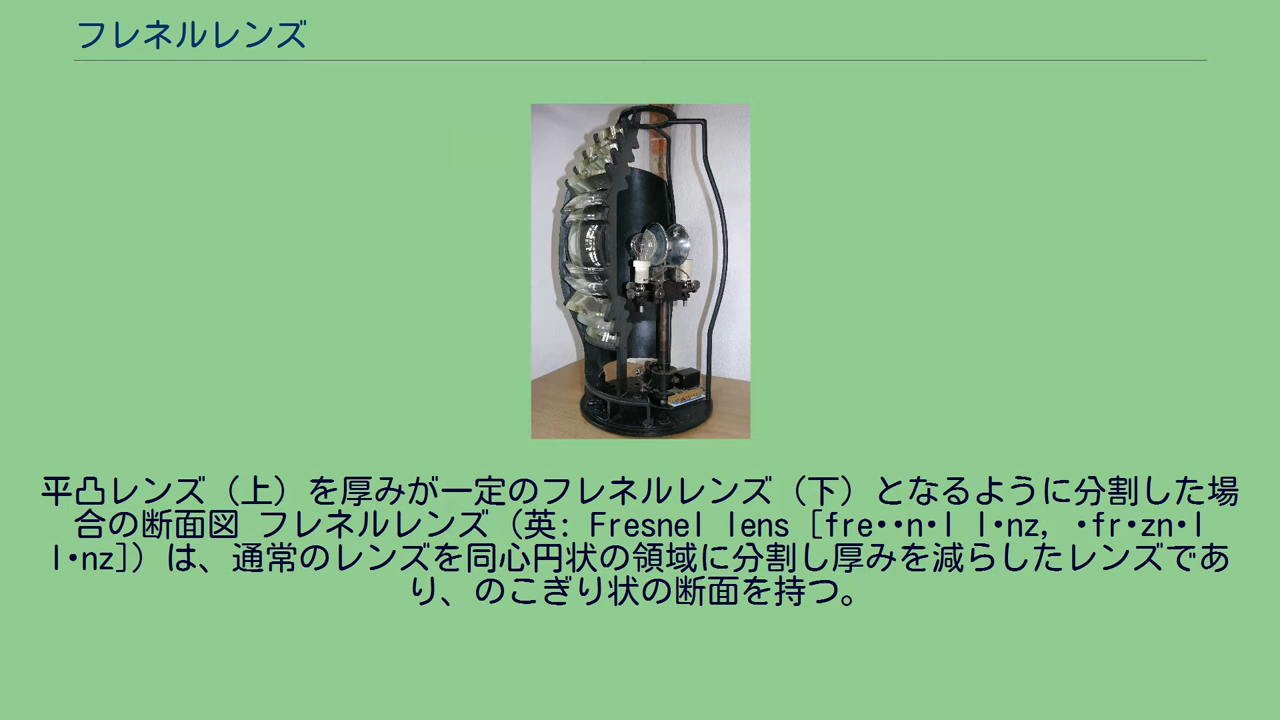 フレネルレンズ
平凸レンズ（上）を厚みが一定のフレネルレンズ（下）となるように分割した場
合の断面図 フレネルレンズ（英: Fresnel lens [fre••n•l l•nz, •fr•zn•l
l•nz]）は、通常のレンズを同心円状の領域に分割し厚みを減らしたレンズであ
り、のこぎり状の断面を持つ。